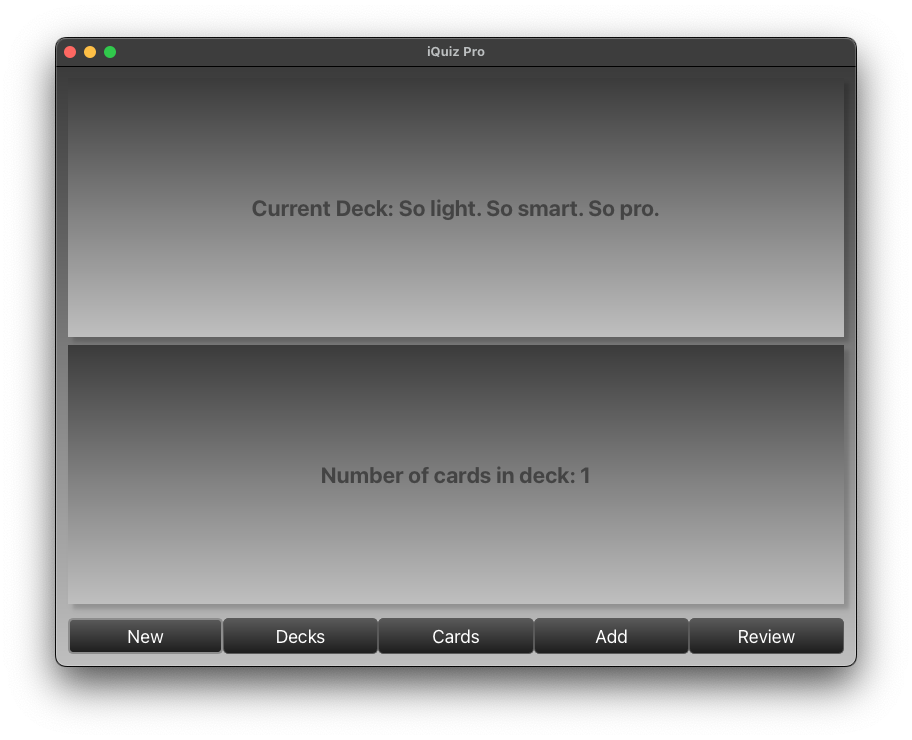 iQuiz Pro
Current Deck: So light. So smart. So pro.
Number of cards in deck: 1
New
Decks
Cards
Add
Review